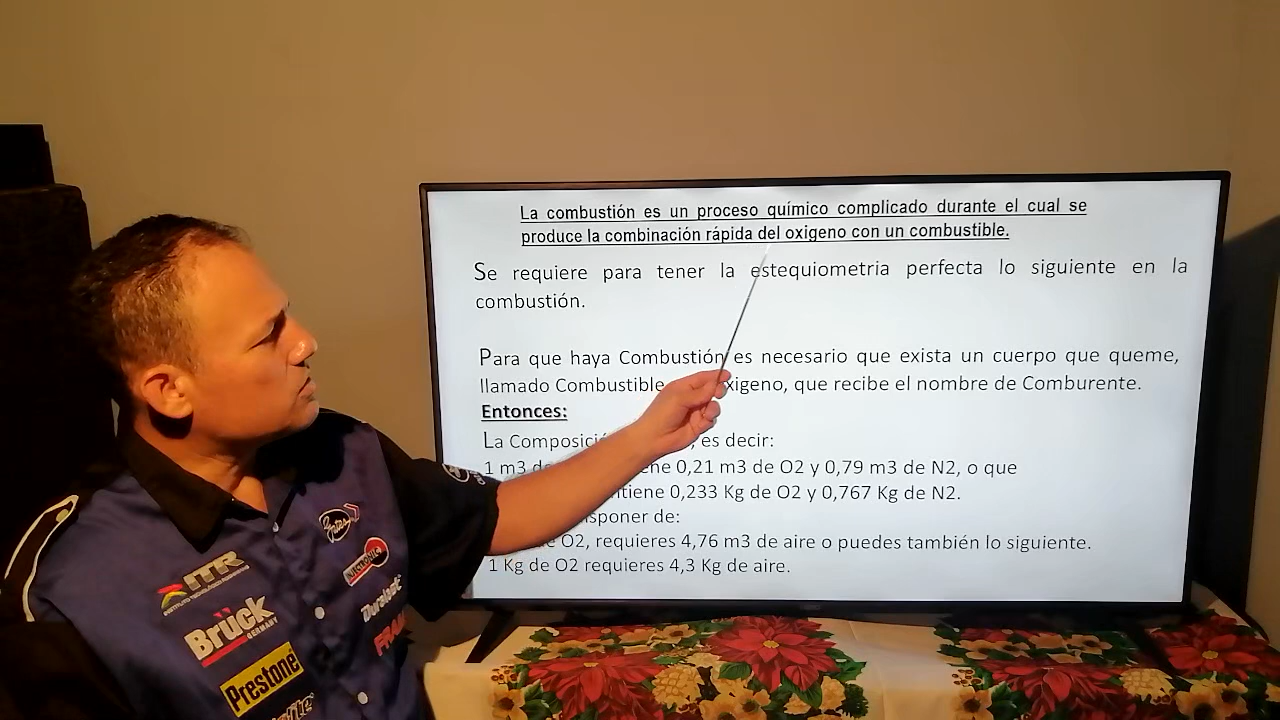 La combustión es un proceso químico complicado durante el cual se
produce la combinación rápida del oxigeno con un combustible.
Se requiere para tener la estequiometria perfecta lo siguiente en la
combustión.
Para que haya Combustión es necesario que exista un cuerpo que queme,
llamado Combustible xigeno, que recibe el nombre de Comburente.
Entonces:
La Composició es decir:
1 m3 de ene 0,21 m3 de O2 y 0,79 m3 de N2, o que
tiene 0,233 Kg de O2 y 0,767 Kg de N2.
sponer de:
O2, requieres 4,76 m3 de aire o puedes también lo siguiente.
1 Kg de O2 requieres 4,3 Kg de aire.
ITR
Brück
GERMANY
Prestone